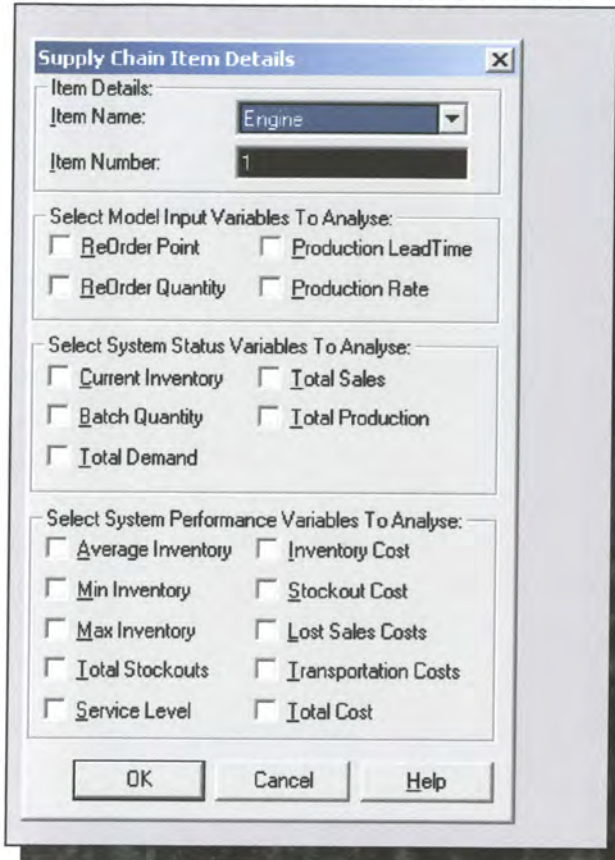 Supply Chain Item Details
Item Details:
Item Name: Engine
Item Number: 1
Select Model Input Variables To Analyse:
ReOrder Point Production LeadTime
ReOrder Quantity Production Rate
Select System Status Variables To Analyse:
Current Inventory Total Sales
Batch Quantity Total Production
Total Demand
Select System Performance Variables To Analyse:
Average Inventory Inventory Cost
Min Inventory Stockout Cost
Max Inventory Lost Sales Costs
Total Stockouts Transportation Costs
Service Level Total Cost
OK Cancel Help